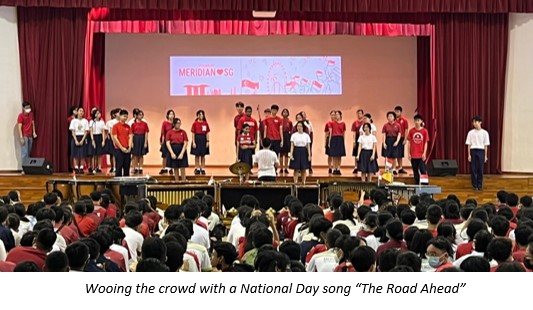 MERIDIAN♥SG
Wooing the crowd with a National Day song “The Road Ahead”